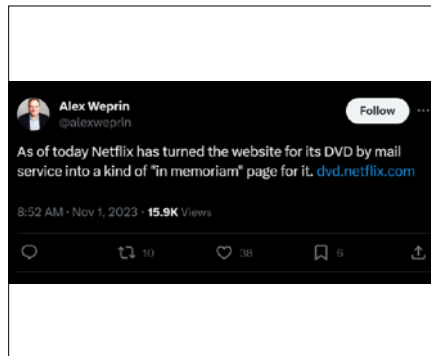 Alex Weprin
@alexweprin
Follow
As of today Netflix has turned the website for its DVD by mail
service into a kind of "in memoriam" page for it. dvd.netflix.com
8:52 AM · Nov 1, 2023 · 15.9K Views
10
38
6